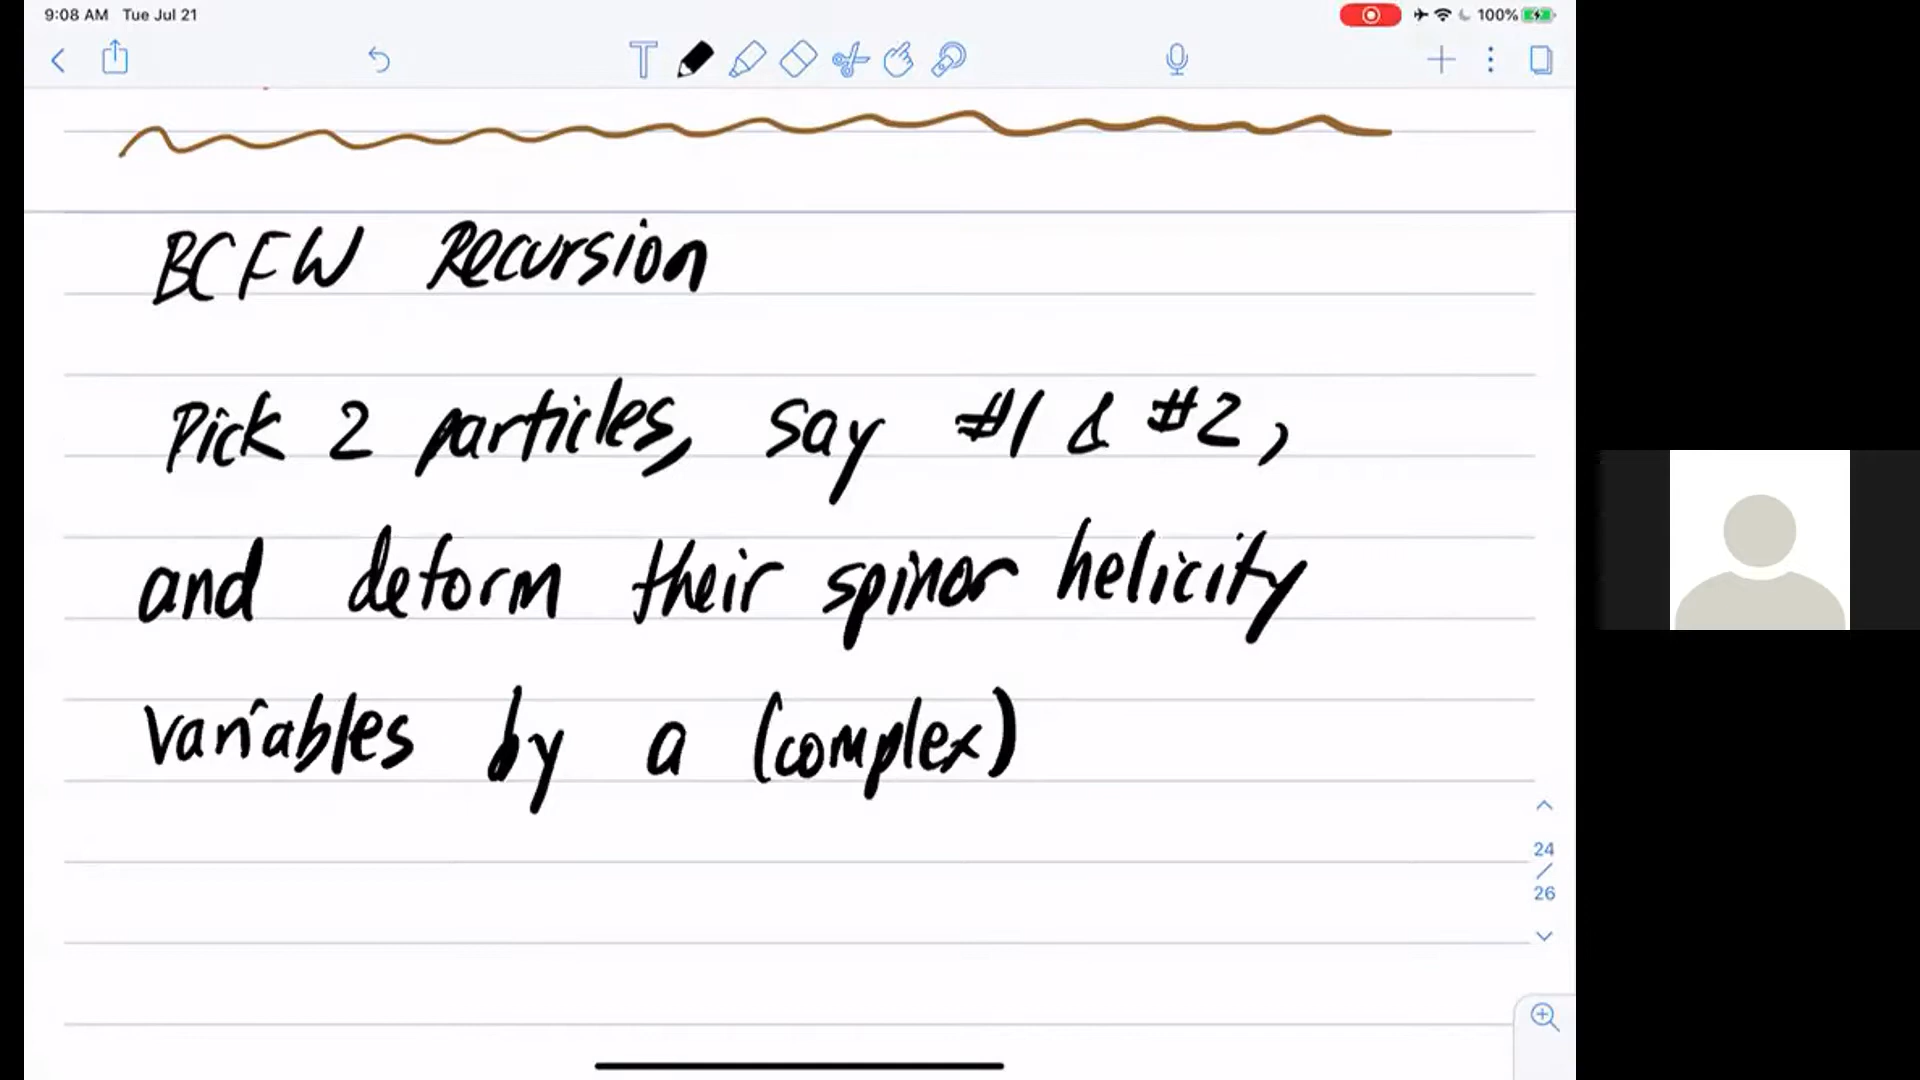 9:08 AM Tue Jul 21
100%
T
BCFW Recursion
Pick 2 particles, say #1 & #2,
and deform their spinor helicity
variables by a (complex)
24
/
26